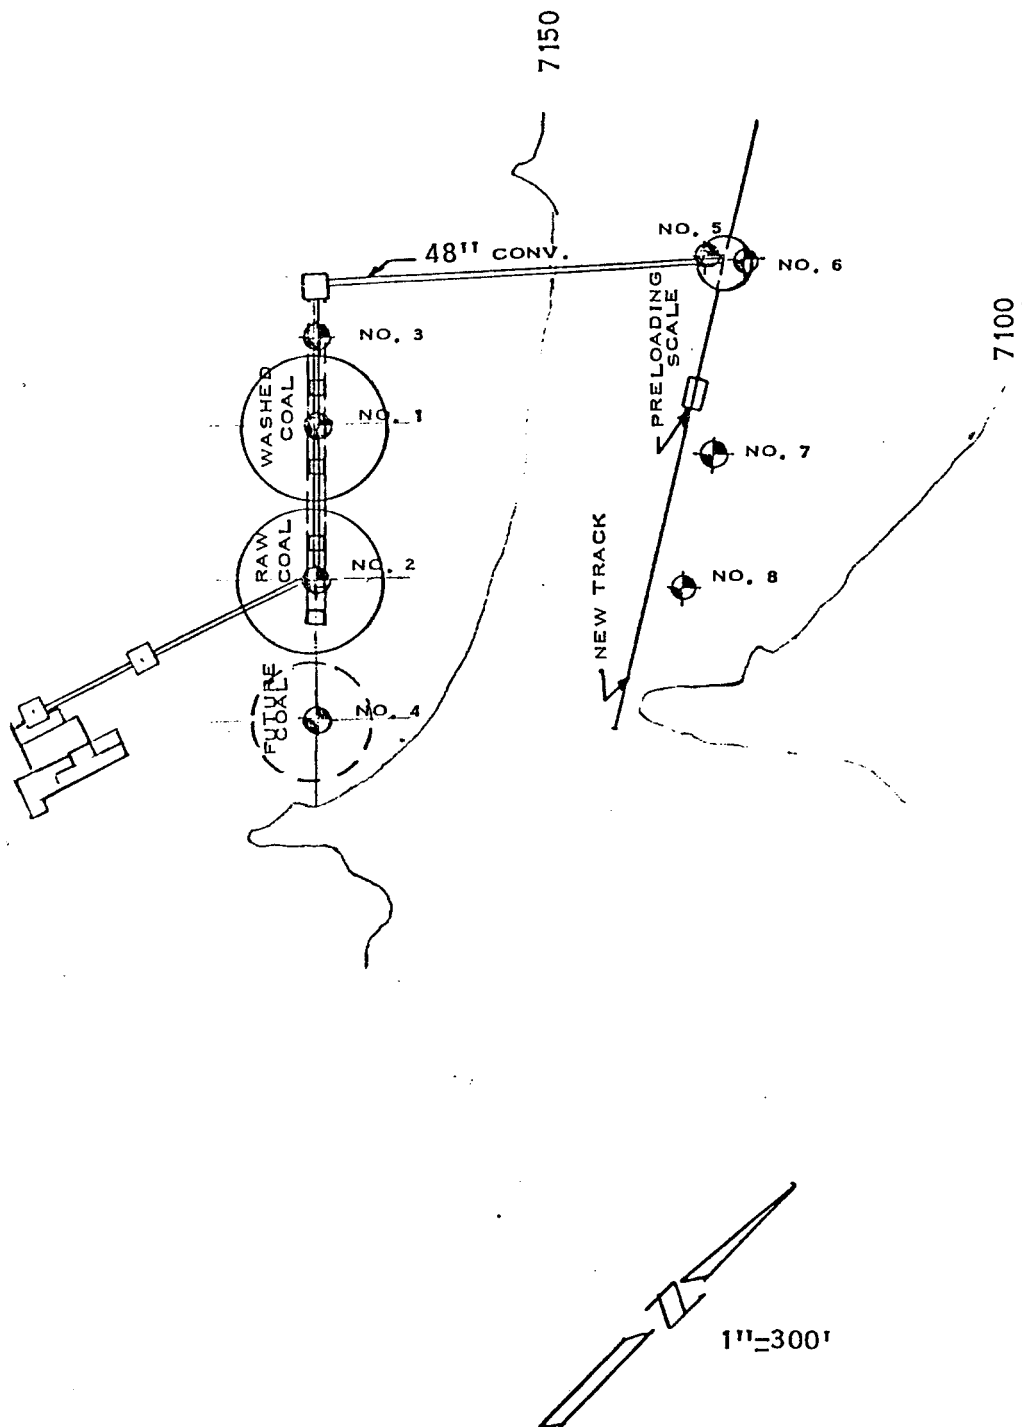 7150
NO. 5
48" CONV.
NO. 6
PRELOADING
SCALE
7100
NO. 3
WASHED
COAL
NO. 1
NO. 7
RAW
COAL
NO. 2
NO. 8
NEW TRACK
FUTURE
COAL
NO. 4
N
1"=300'